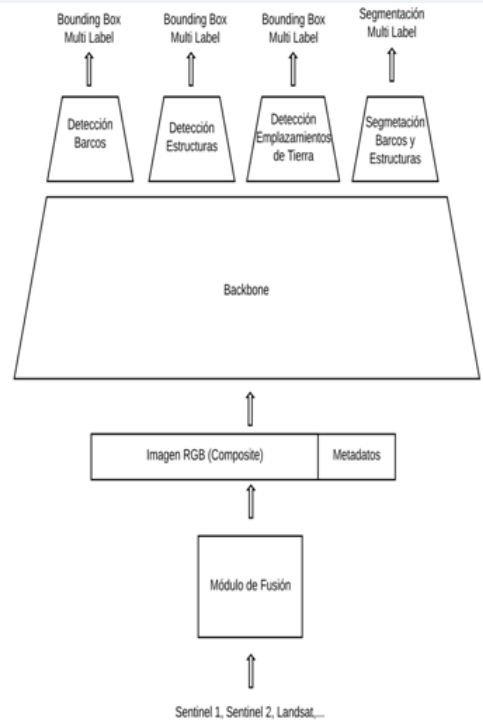 Bounding Box
Multi Label
Bounding Box
Multi Label
Bounding Box
Multi Label
Segmentación
Multi Label
Detección
Barcos
Detección
Estructuras
Detección
Emplazamientos
de Tierra
Segmetación
Barcos y
Estructuras
Backbone
Imagen RGB (Composite)
Metadatos
Módulo de Fusión
Sentinel 1, Sentinel 2, Landsat,...